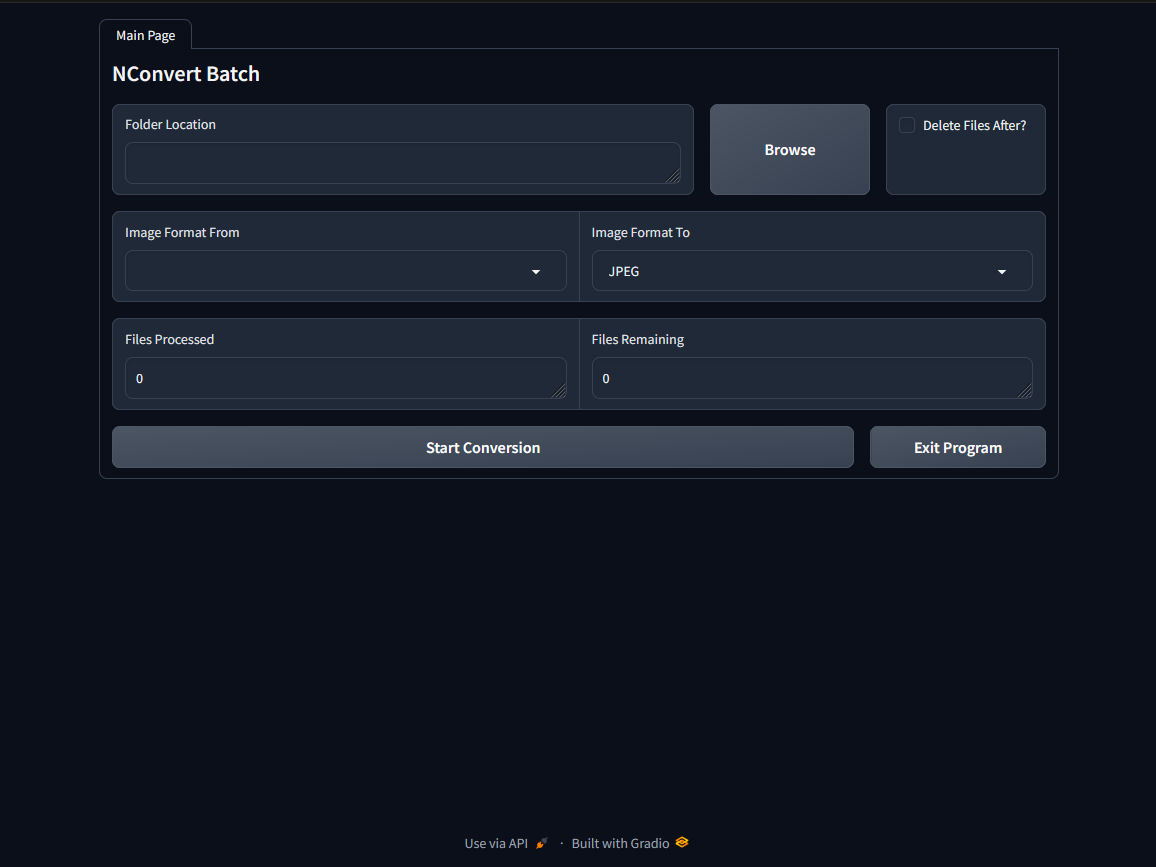 Main Page
NConvert Batch
Folder Location
Browse
Delete Files After?
Image Format From
Image Format To
JPEG
Files Processed
Files Remaining
0
0
Start Conversion
Exit Program
Use via API · Built with Gradio